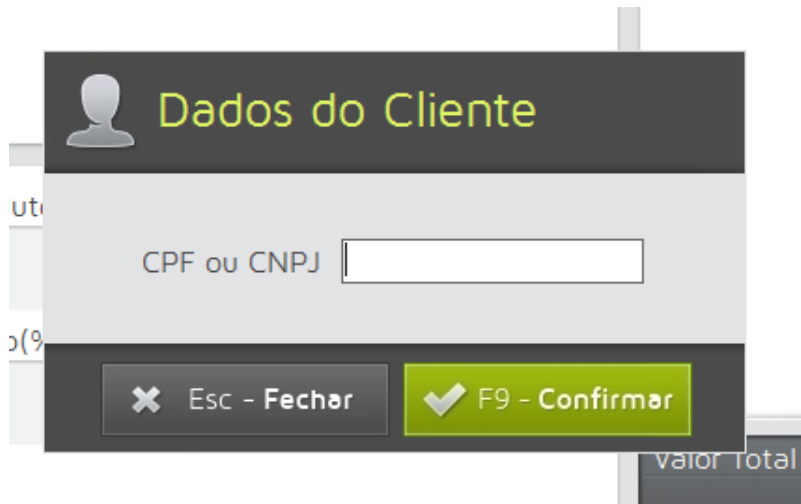 Dados do Cliente
CPF ou CNPJ
Esc - Fechar
F9 - Confirmar
Valor Total